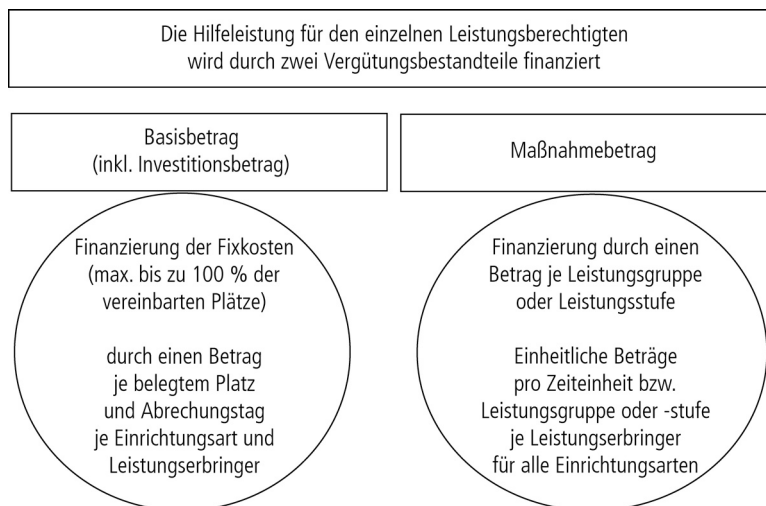 Die Hilfeleistung für den einzelnen Leistungsberechtigten
wird durch zwei Vergütungsbestandteile finanziert
Basisbetrag
(inkl. Investitionsbetrag)
Maßnahmebetrag
Finanzierung der Fixkosten
(max. bis zu 100 % der
vereinbarten Plätze)
durch einen Betrag
je belegtem Platz
und Abrechungstag
je Einrichtungsart und
Leistungserbringer
Finanzierung durch einen
Betrag je Leistungsgruppe
oder Leistungsstufe
Einheitliche Beträge
pro Zeiteinheit bzw.
Leistungsgruppe oder -stufe
je Leistungserbringer
für alle Einrichtungsarten